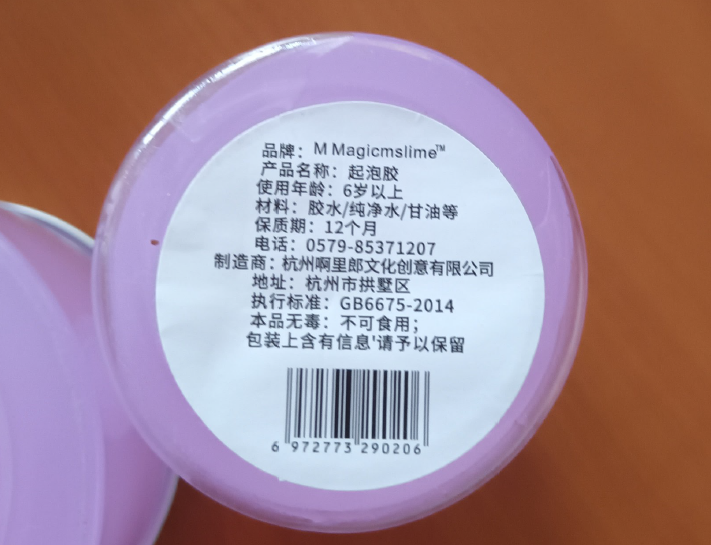 品牌：M Magicmslime™
产品名称：起泡胶
使用年龄：6岁以上
材料：胶水/纯净水/甘油等
保质期：12个月
电话：0579-85371207
制造商：杭州啊里郎文化创意有限公司
地址：杭州市拱墅区
执行标准：GB6675-2014
本品无毒：不可食用；
包装上含有信息'请予以保留
6 972773 290206